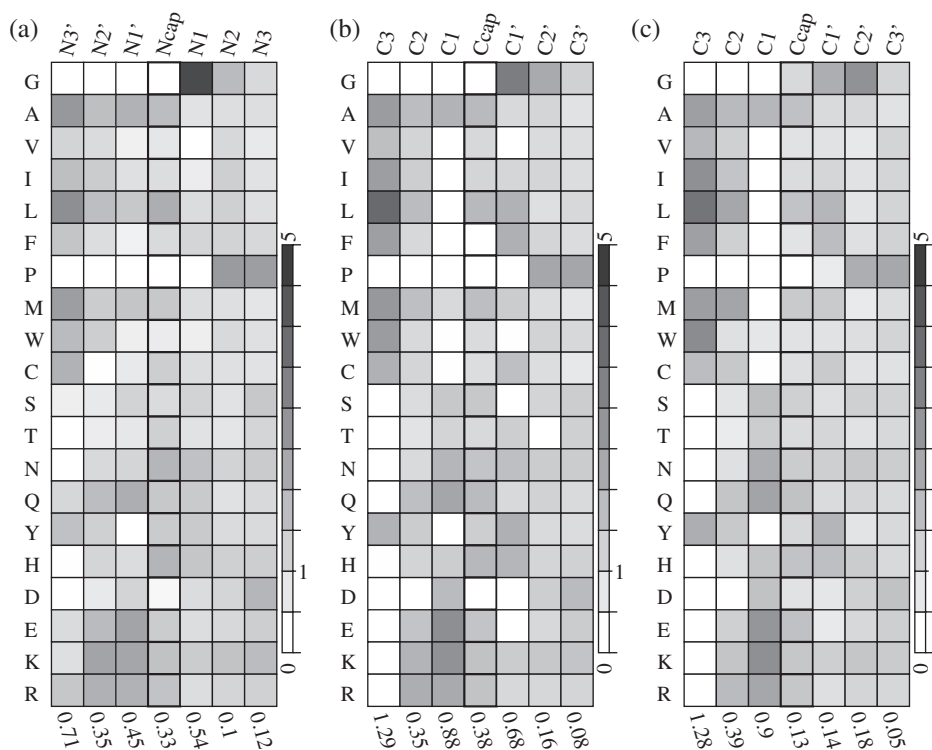 (a) N3' N2' N1' Ncap N1 N2 N3
(b) C3 C2 C1 Ccap C1' C2' C3'
(c) C3 C2 C1 Ccap C1' C2' C3'
G G G
A A A
V V V
I I I
L L L
F F F
5 5 5
P P P
M M M
W W W
C C C
S S S
T T T
N N N
Q Q Q
Y Y Y
H H H
1 1
D D D
E E E
0 0 0
K K K
R R R
0.71 0.35 0.45 0.33 0.54 0.1 0.12
1.29 0.35 0.88 0.38 0.68 0.16 0.08
1.28 0.39 0.9 0.13 0.14 0.18 0.05